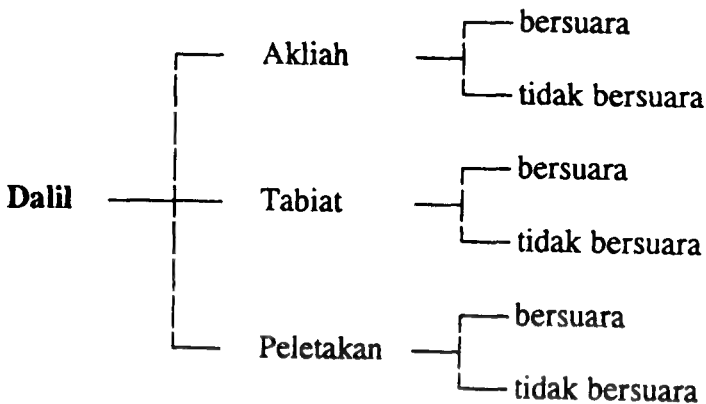 bersuara
Akliah
tidak bersuara
bersuara
Dalil Tabiat
tidak bersuara
bersuara
Peletakan
tidak bersuara